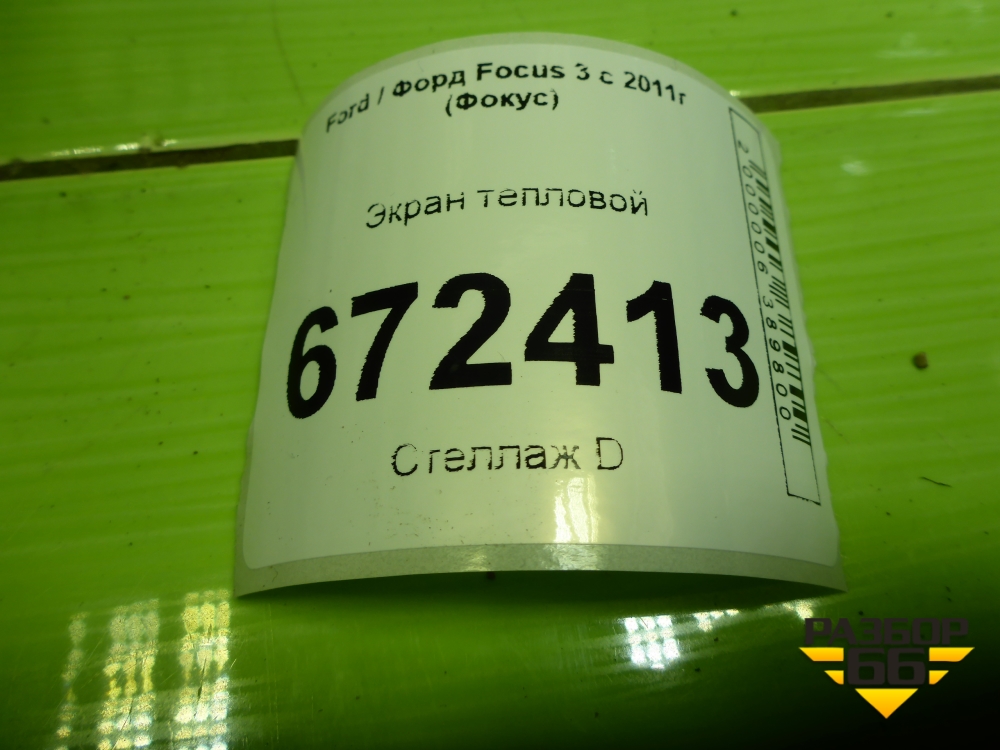 Ford / Форд Focus 3 с 2011г
(Фокус)
Экран тепловой
672413
Стеллаж D
2000006389800
РАЗБОР
66